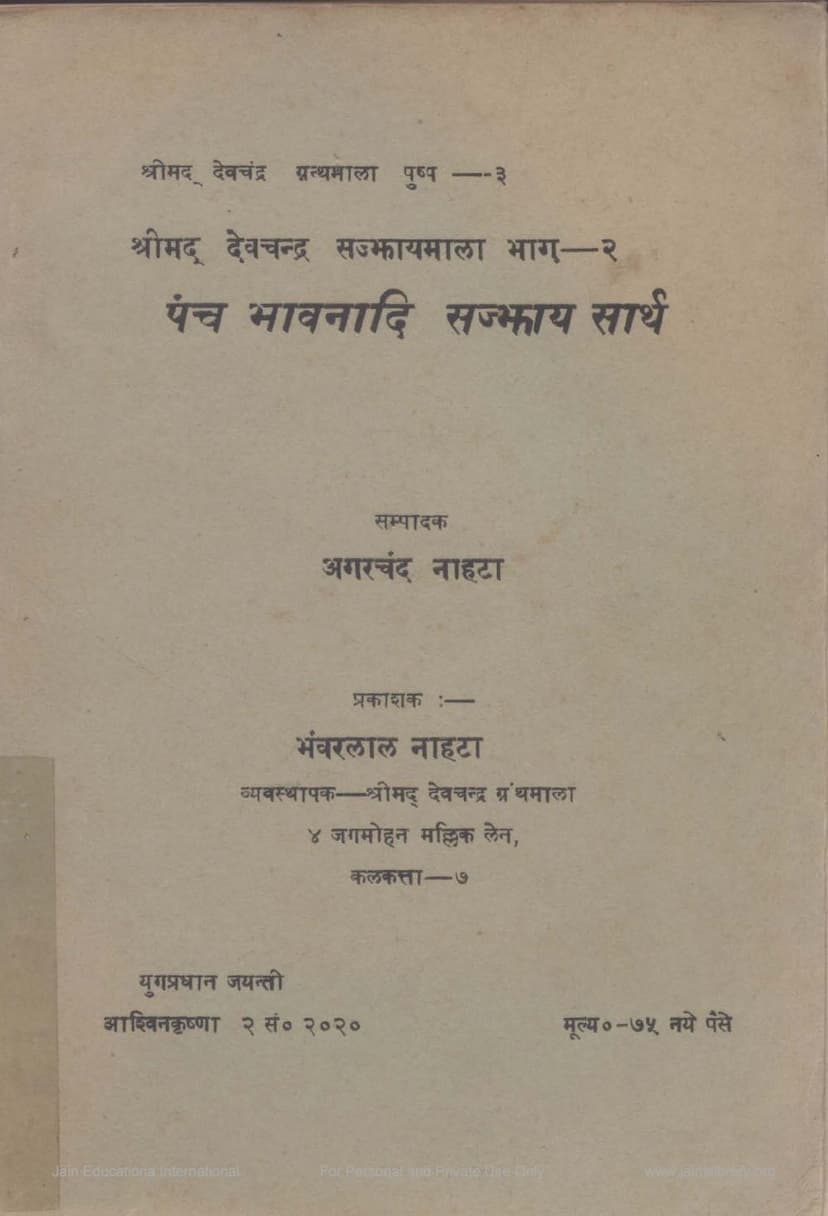 श्रीमद् देवचंद्र ग्रन्थमाला पुष्प —-३
श्रीमद् देवचन्द्र सज्झायमाला भाग—२
पंच भावनादि सज्झाय सार्थ
सम्पादक
अगरचंद नाहटा
प्रकाशक :—
भंवरलाल नाहटा
व्यवस्थापक—श्रीमद् देवचन्द्र ग्रंथमाला
४ जगमोहन मल्लिक लेन,
कलकत्ता—७
युगप्रधान जयन्ती
आश्विनकृष्णा २ सं० २०२०
मूल्य०-७५ नये पैसे
Jain Educationa International
For Personal and Private Use Only
www.jainelibrary.org